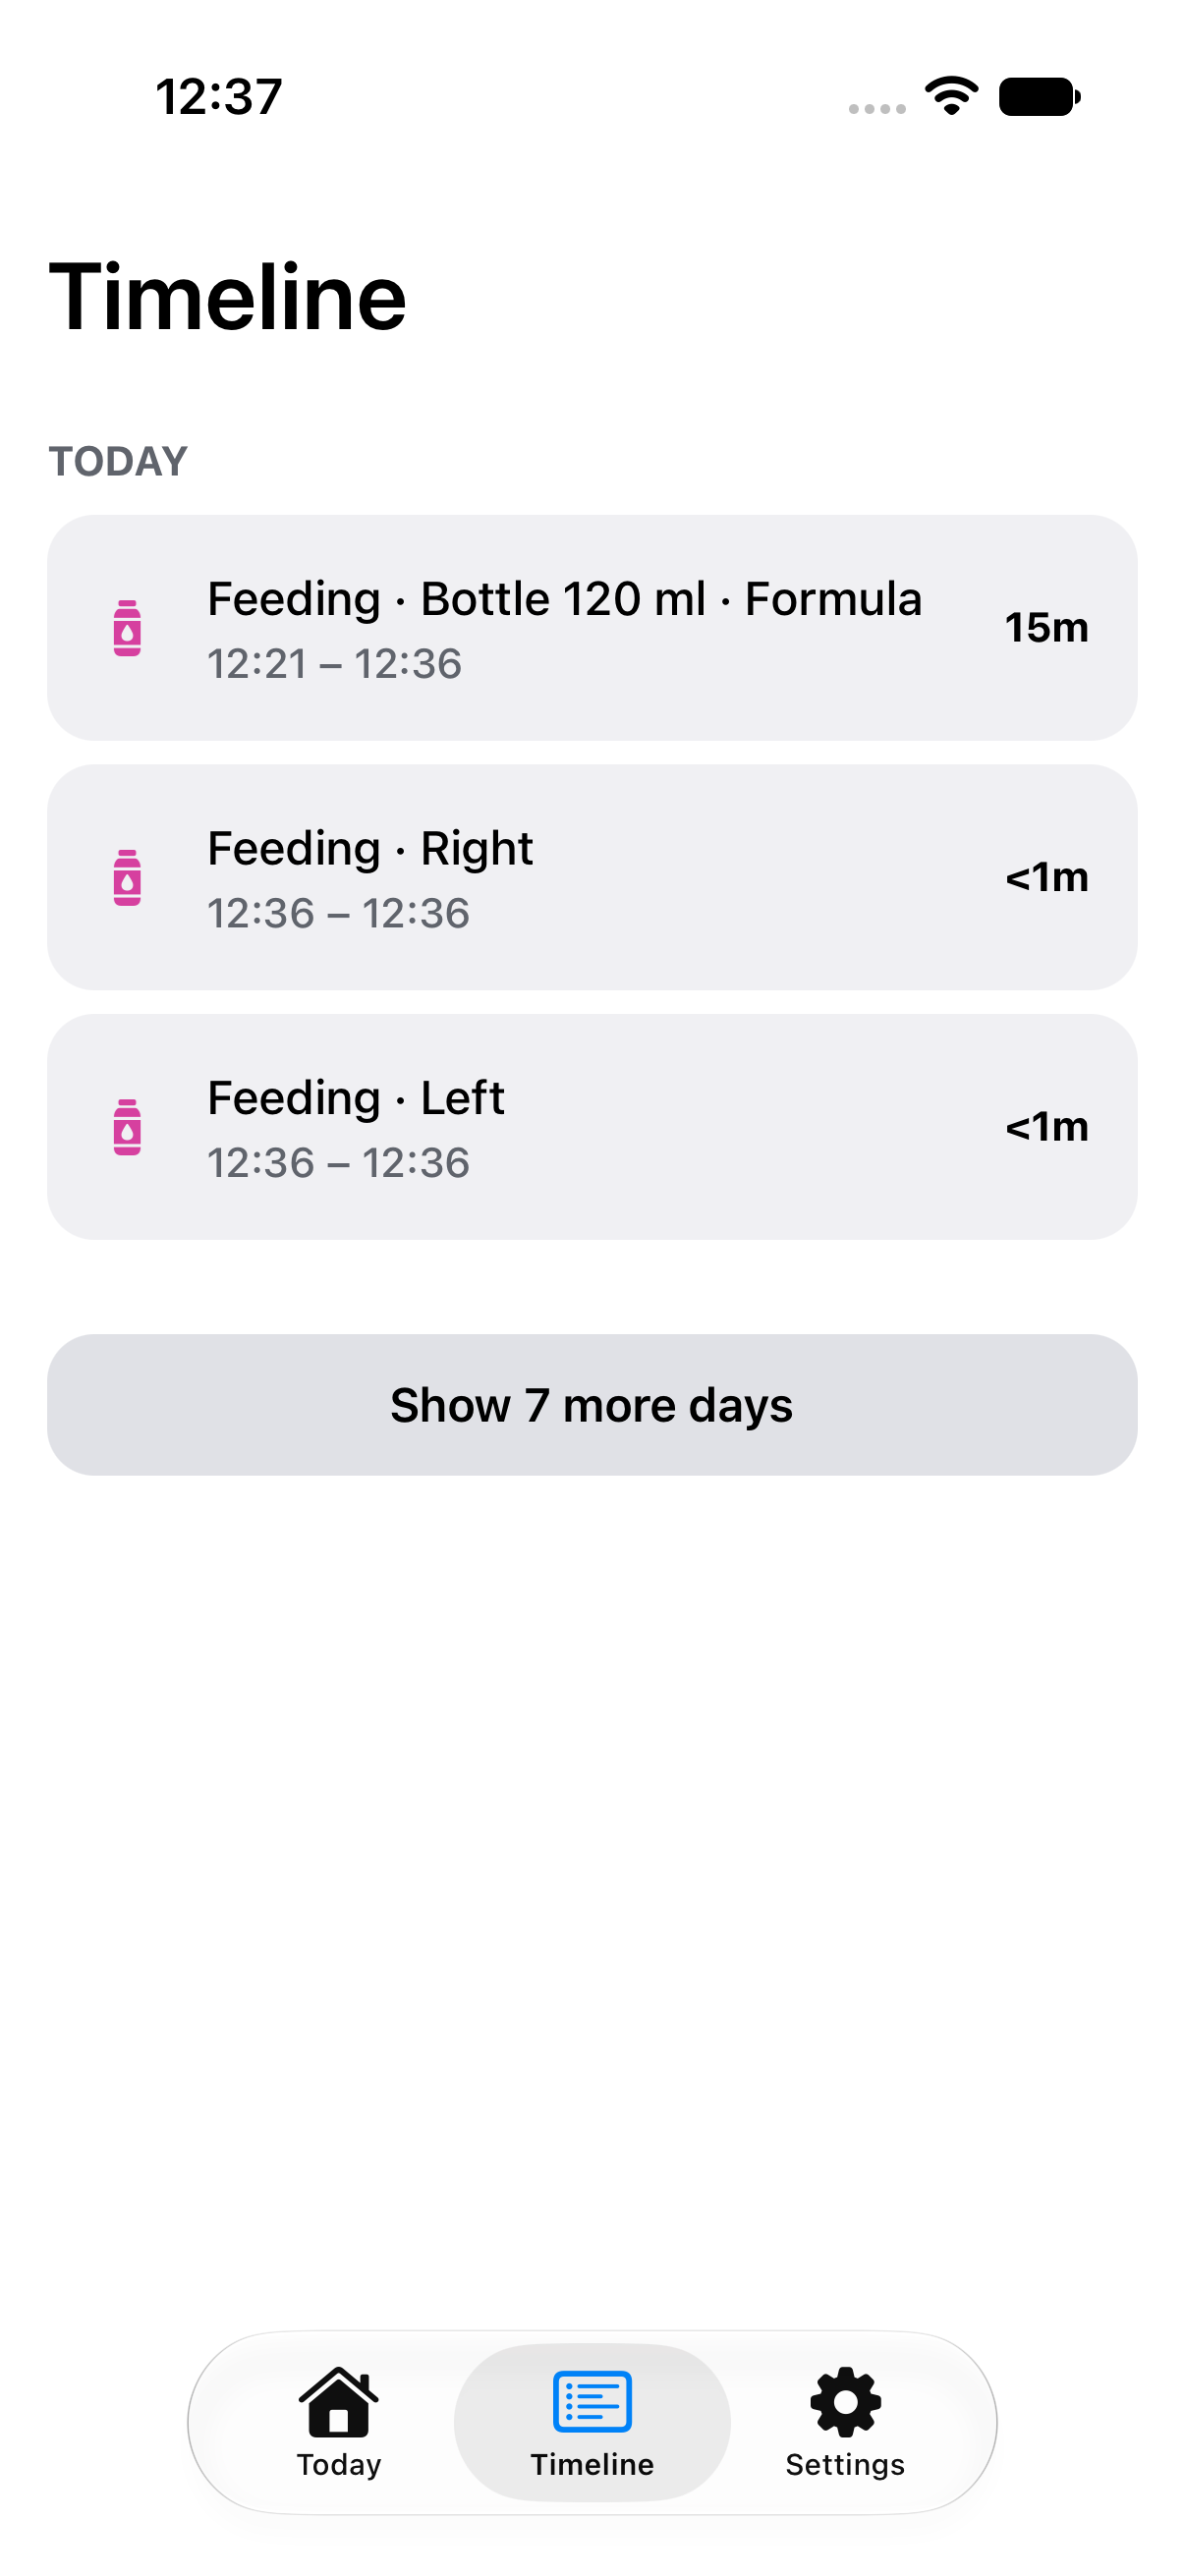 12:37
Timeline
TODAY
Feeding · Bottle 120 ml · Formula
12:21 – 12:36
15m
Feeding · Right
12:36 – 12:36
<1m
Feeding · Left
12:36 – 12:36
<1m
Show 7 more days
Today
Timeline
Settings